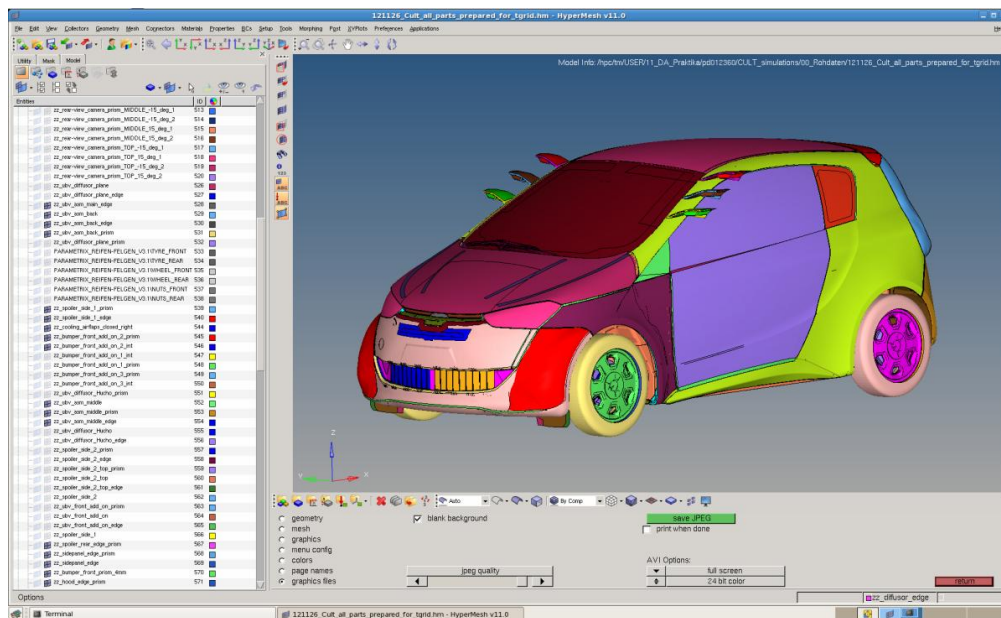 121126_Cult_all_parts_prepared_for_tgrid.hm - HyperMesh v11.0
File Edit View Collectors Geometry Mesh Connectors Materials Properties BCs Setup Tools Morphing Post XYPlots Preferences Applications
Model Info: /hpc/tm/USER/11_DA_Praktika/pd012360/CULT_simulations/00_Rohdaten/121126_Cult_all_parts_prepared_for_tgrid.hm
Utility Mask Model
Entities ID
zz_rear-view_camera_prism_MIDDLE_-15_deg_1 513
zz_rear-view_camera_prism_MIDDLE_-15_deg_2 514
zz_rear-view_camera_prism_MIDDLE_15_deg_1 515
zz_rear-view_camera_prism_MIDDLE_15_deg_2 516
zz_rear-view_camera_prism_TOP_-15_deg_1 517
zz_rear-view_camera_prism_TOP_15_deg_1 518
zz_rear-view_camera_prism_TOP_-15_deg_2 519
zz_rear-view_camera_prism_TOP_15_deg_2 520
zz_ubv_diffusor_plane 526
zz_ubv_diffusor_plane_edge 527
zz_ubv_som_main_edge 528
zz_ubv_som_back 529
zz_ubv_som_back_edge 530
zz_ubv_som_back_prism 531
zz_ubv_diffusor_plane_prism 532
PARAMETRIX_REIFEN-FELGEN_V3.1\TYRE_FRONT 533
PARAMETRIX_REIFEN-FELGEN_V3.1\TYRE_REAR 534
PARAMETRIX_REIFEN-FELGEN_V3.1\WHEEL_FRONT 535
PARAMETRIX_REIFEN-FELGEN_V3.1\WHEEL_REAR 536
PARAMETRIX_REIFEN-FELGEN_V3.1\NUTS_FRONT 537
PARAMETRIX_REIFEN-FELGEN_V3.1\NUTS_REAR 538
zz_spoiler_side_1_prism 539
zz_spoiler_side_1_edge 540
zz_cooling_airflaps_closed_right 544
zz_bumper_front_add_on_2_prism 545
zz_bumper_front_add_on_2_int 546
zz_bumper_front_add_on_1_int 547
zz_bumper_front_add_on_1_prism 548
zz_bumper_front_add_on_3_prism 549
zz_bumper_front_add_on_3_int 550
zz_ubv_diffusor_Hucho_prism 551
zz_ubv_som_middle 552
zz_ubv_som_middle_prism 553
zz_ubv_som_middle_edge 554
zz_ubv_diffusor_Hucho 555
zz_ubv_diffusor_Hucho_edge 556
zz_spoiler_side_2_prism 557
zz_spoiler_side_2_edge 558
zz_spoiler_side_2_top_prism 559
zz_spoiler_side_2_top 560
zz_spoiler_side_2_top_edge 561
zz_spoiler_side_2 562
zz_ubv_front_add_on_prism 563
zz_ubv_front_add_on 564
zz_ubv_front_add_on_edge 565
zz_spoiler_side_1 566
zz_spoiler_rear_edge_prism 567
zz_sidepanel_edge_prism 568
zz_sidepanel_edge 569
zz_bumper_front_prism_4mm 570
zz_hood_edge_prism 571
Z
Y X
Auto By Comp
geometry
mesh
graphics
menu config
colors
page names
graphics files
blank background
jpeg quality
save JPEG
print when done
AVI Options:
full screen
24 bit color
return
Options zz_diffusor_edge
Terminal 121126_Cult_all_parts_prepared_for_tgrid.hm - HyperMesh v11.0